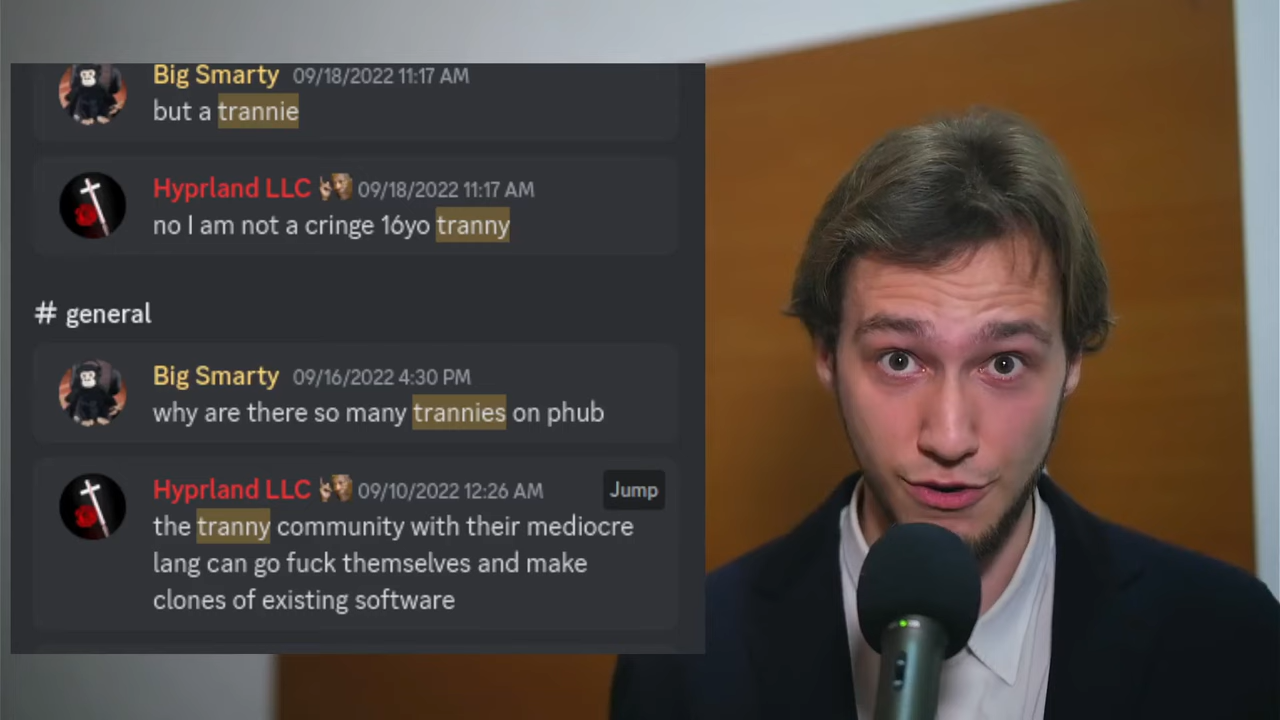 Big Smarty 09/18/2022 11:17 AM
but a trannie
Hyprland LLC 09/18/2022 11:17 AM
no I am not a cringe 16yo tranny
# general
Big Smarty 09/16/2022 4:30 PM
why are there so many trannies on phub
Hyprland LLC 09/10/2022 12:26 AM
Jump
the tranny community with their mediocre
lang can go fuck themselves and make
clones of existing software